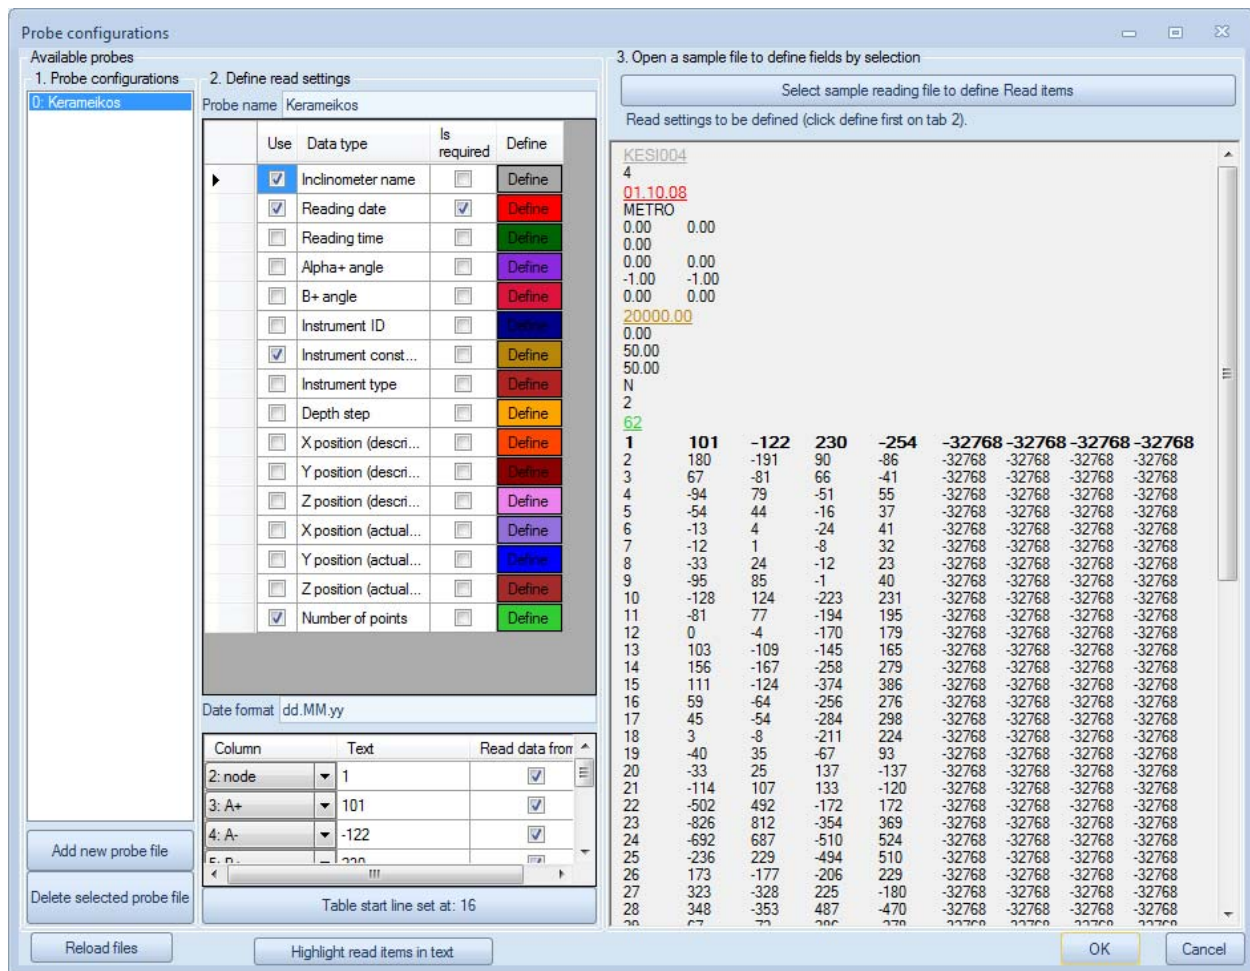 Probe configurations
Available probes
1. Probe configurations
0: Kerameikos
Add new probe file
Delete selected probe file
Reload files
2. Define read settings
Probe name Kerameikos
Use Data type Is required Define
Inclinometer name Define
Reading date Define
Reading time Define
Alpha+ angle Define
B+ angle Define
Instrument ID Define
Instrument const... Define
Instrument type Define
Depth step Define
X position (descri... Define
Y position (descri... Define
Z position (descri... Define
X position (actual... Define
Y position (actual... Define
Z position (actual... Define
Number of points Define
Date format dd.MM.yy
Column Text Read data from
2: node 1
3: A+ 101
4: A- -122
Table start line set at: 16
Highlight read items in text
3. Open a sample file to define fields by selection
Select sample reading file to define Read items
Read settings to be defined (click define first on tab 2).
KESI004
4
01.10.08
METRO
0.00 0.00
0.00
0.00 0.00
-1.00 -1.00
0.00 0.00
20000.00
0.00
50.00
50.00
N
2
62
1 101 -122 230 -254 -32768 -32768 -32768 -32768
2 180 -191 90 -86 -32768 -32768 -32768 -32768
3 67 -81 66 -41 -32768 -32768 -32768 -32768
4 -94 79 -51 55 -32768 -32768 -32768 -32768
5 -54 44 -16 37 -32768 -32768 -32768 -32768
6 -13 4 -24 41 -32768 -32768 -32768 -32768
7 -12 1 -8 32 -32768 -32768 -32768 -32768
8 -33 24 -12 23 -32768 -32768 -32768 -32768
9 -95 85 -1 40 -32768 -32768 -32768 -32768
10 -128 124 -223 231 -32768 -32768 -32768 -32768
11 -81 77 -194 195 -32768 -32768 -32768 -32768
12 0 -4 -170 179 -32768 -32768 -32768 -32768
13 103 -109 -145 165 -32768 -32768 -32768 -32768
14 156 -167 -258 279 -32768 -32768 -32768 -32768
15 111 -124 -374 386 -32768 -32768 -32768 -32768
16 59 -64 -256 276 -32768 -32768 -32768 -32768
17 45 -54 -284 298 -32768 -32768 -32768 -32768
18 3 -8 -211 224 -32768 -32768 -32768 -32768
19 -40 35 -67 93 -32768 -32768 -32768 -32768
20 -33 25 137 -137 -32768 -32768 -32768 -32768
21 -114 107 133 -120 -32768 -32768 -32768 -32768
22 -502 492 -172 172 -32768 -32768 -32768 -32768
23 -826 812 -354 369 -32768 -32768 -32768 -32768
24 -692 687 -510 524 -32768 -32768 -32768 -32768
25 -236 229 -494 510 -32768 -32768 -32768 -32768
26 173 -177 -206 229 -32768 -32768 -32768 -32768
27 323 -328 225 -180 -32768 -32768 -32768 -32768
28 348 -353 487 -470 -32768 -32768 -32768 -32768
OK Cancel